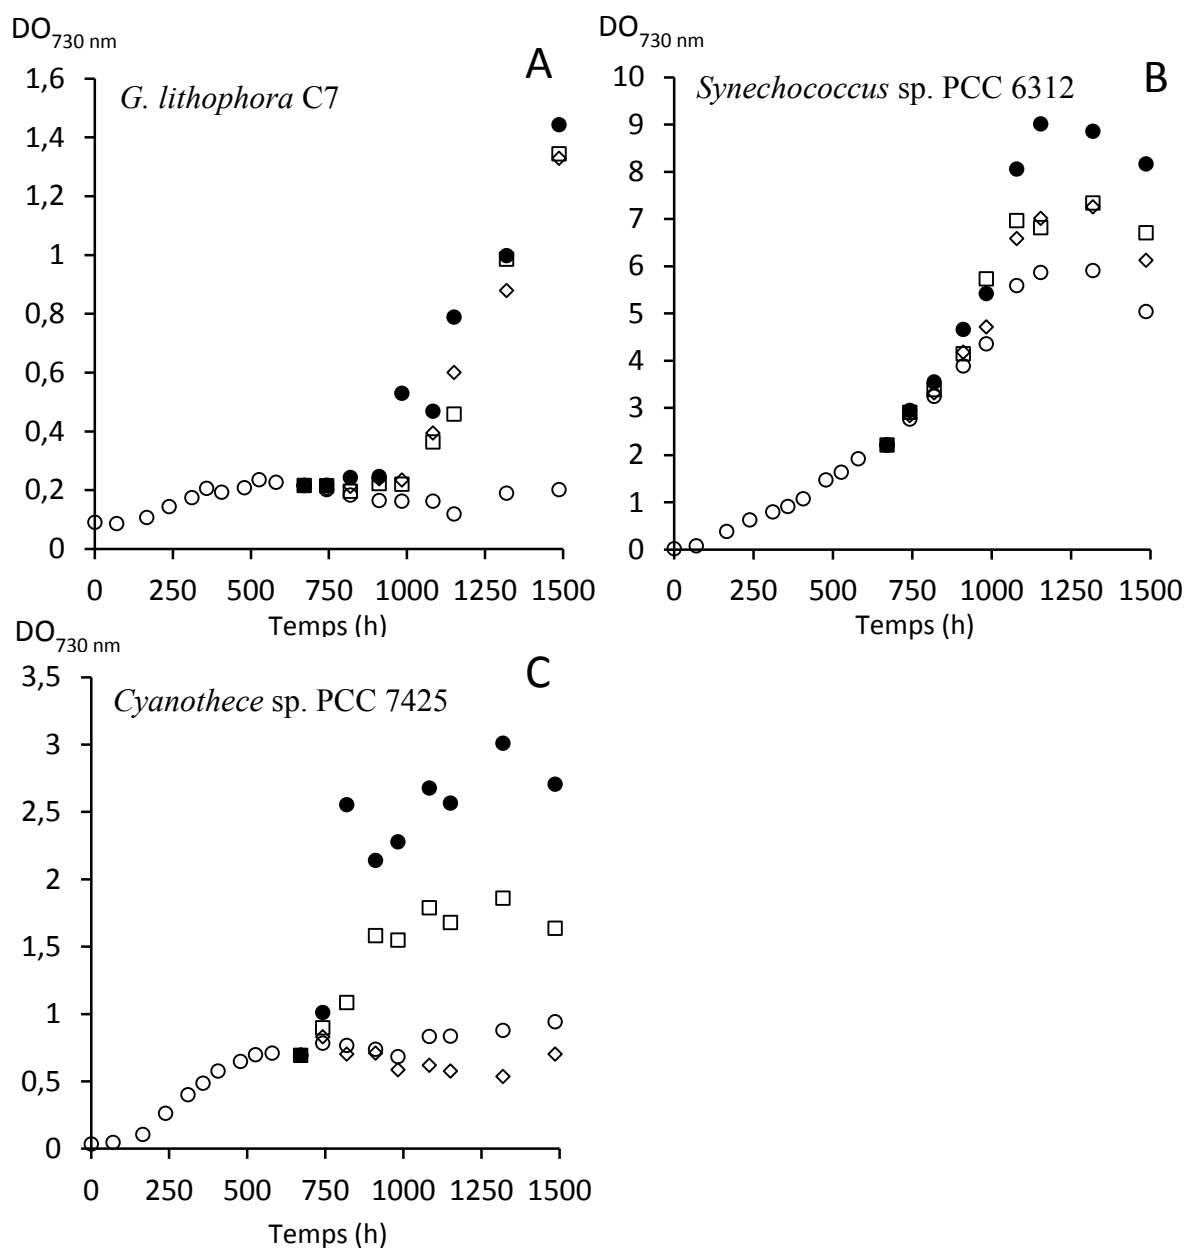 DO730 nm
A
G. lithophora C7
1,6
1,4
1,2
1
0,8
0,6
0,4
0,2
0
0 250 500 750 1000 1250 1500
Temps (h)
DO730 nm
B
Synechococcus sp. PCC 6312
10
9
8
7
6
5
4
3
2
1
0
0 250 500 750 1000 1250 1500
Temps (h)
DO730 nm
C
Cyanothece sp. PCC 7425
3,5
3
2,5
2
1,5
1
0,5
0
0 250 500 750 1000 1250 1500
Temps (h)